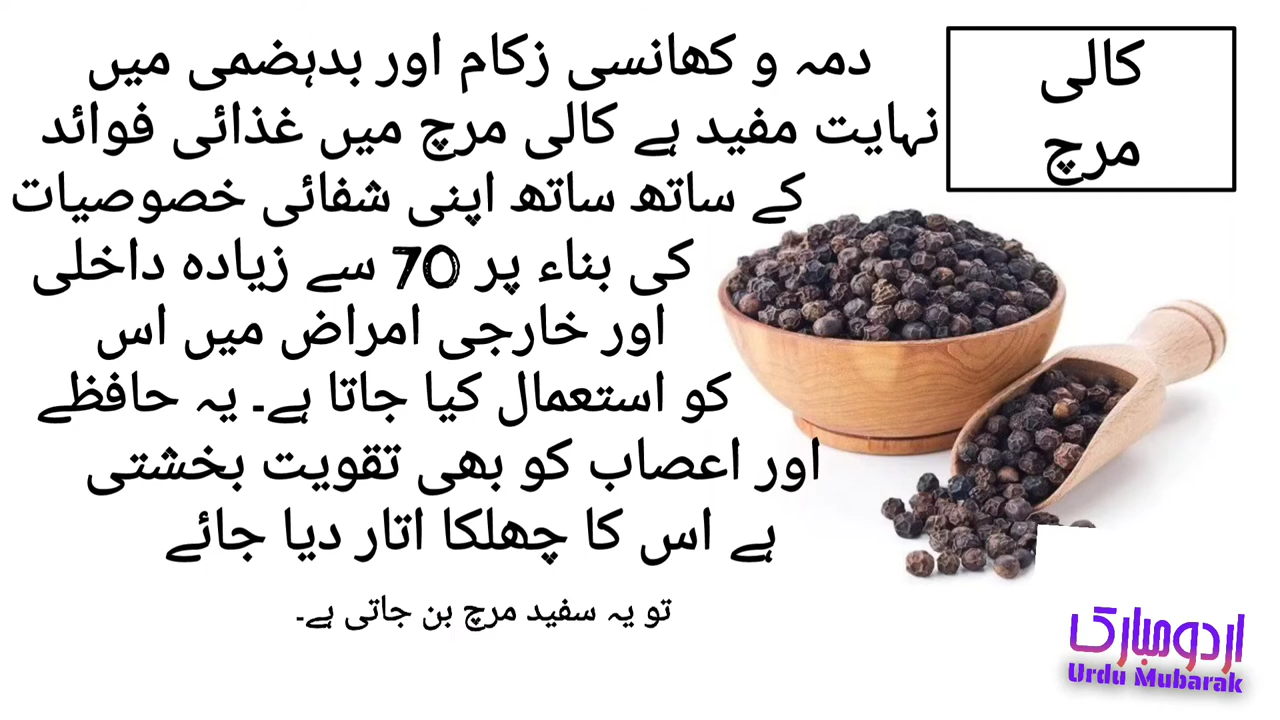 کالی
مرچ
دمہ و کھانسی زکام اور بدہضمی میں
نہایت مفید ہے کالی مرچ میں غذائی فوائد
کے ساتھ ساتھ اپنی شفائی خصوصیات
کی بناء پر 70 سے زیادہ داخلی
اور خارجی امراض میں اس
کو استعمال کیا جاتا ہے۔ یہ حافظے
اور اعصاب کو بھی تقویت بخشتی
ہے اس کا چھلکا اتار دیا جائے
تو یہ سفید مرچ بن جاتی ہے۔
اردو مبارک
Urdu Mubarak